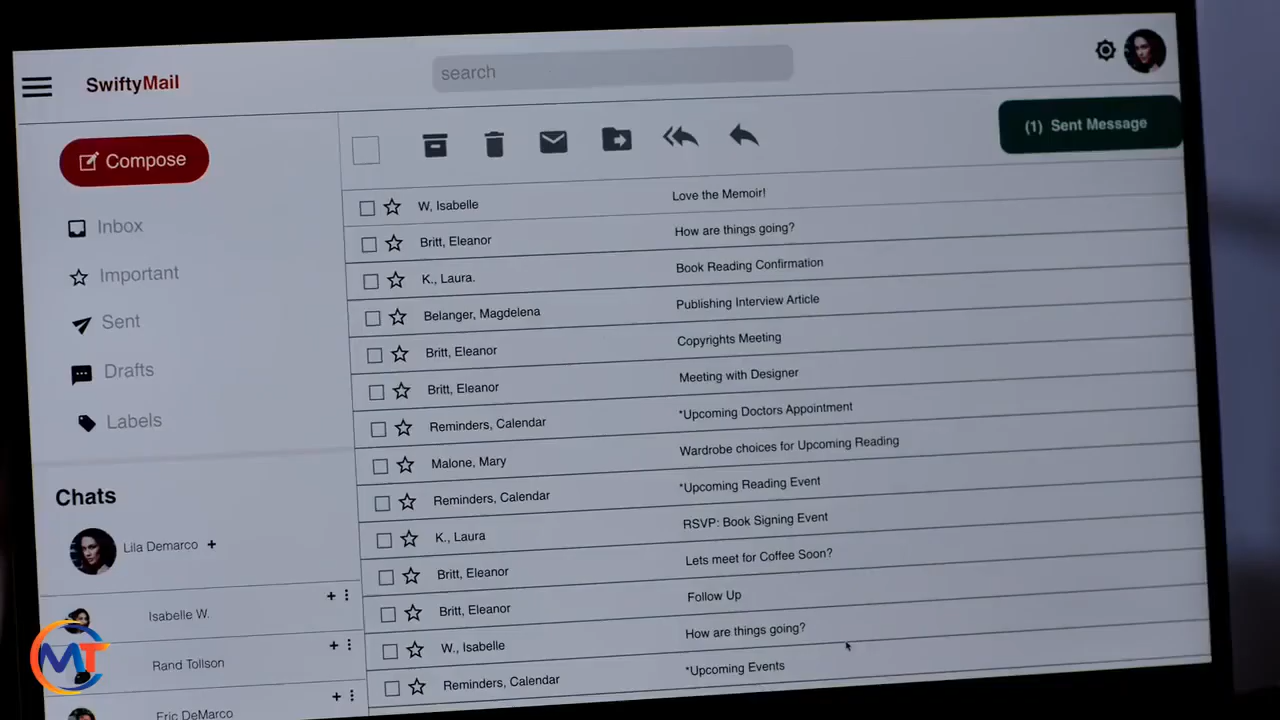 SwiftyMail
search
Compose
(1) Sent Message
Inbox
Important
Sent
Drafts
Labels
W, Isabelle Love the Memoir!
Britt, Eleanor How are things going?
K., Laura. Book Reading Confirmation
Belanger, Magdelena Publishing Interview Article
Britt, Eleanor Copyrights Meeting
Britt, Eleanor Meeting with Designer
Reminders, Calendar *Upcoming Doctors Appointment
Malone, Mary Wardrobe choices for Upcoming Reading
Reminders, Calendar *Upcoming Reading Event
K., Laura RSVP: Book Signing Event
Britt, Eleanor Lets meet for Coffee Soon?
Britt, Eleanor Follow Up
W., Isabelle How are things going?
Reminders, Calendar *Upcoming Events
Chats
Lila Demarco +
Isabelle W.
Rand Tollson
Eric DeMarco
MT